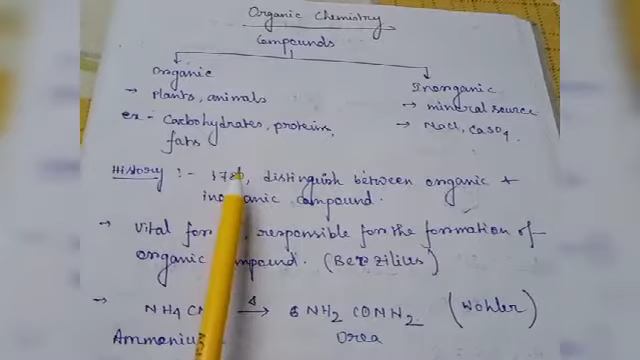 Organic Chemistry
Compounds
Organic
→ Plants, animals
ex - Carbohydrates, proteins,
fats
Inorganic
→ mineral source
→ NaCl, CaSO4
History :- distinguish between organic +
compound.
→ Vital responsible for the formation of
organic (Berzilius)
→ NH4 Δ→ NH2 CONH2 (Wohler)
Urea